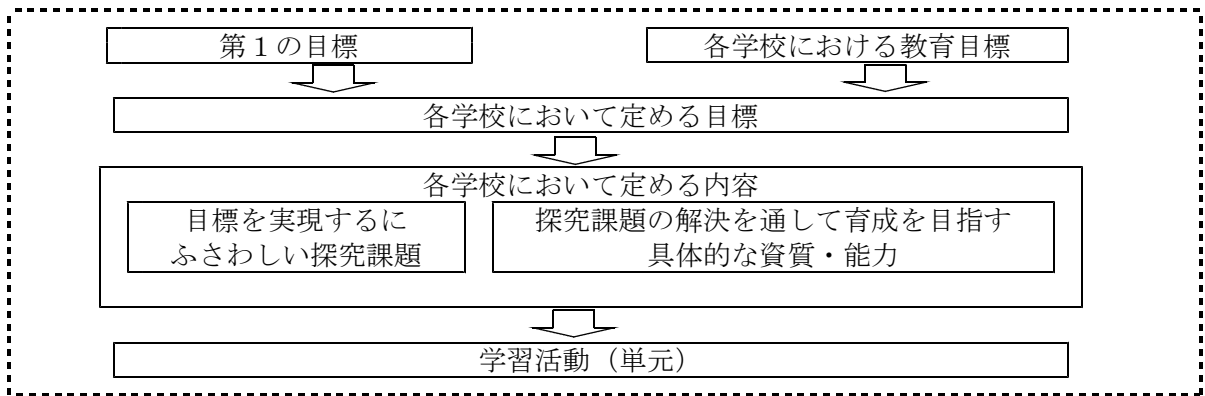 第１の目標
各学校における教育目標
各学校において定める目標
各学校において定める内容
目標を実現するに
ふさわしい探究課題
探究課題の解決を通して育成を目指す
具体的な資質・能力
学習活動（単元）